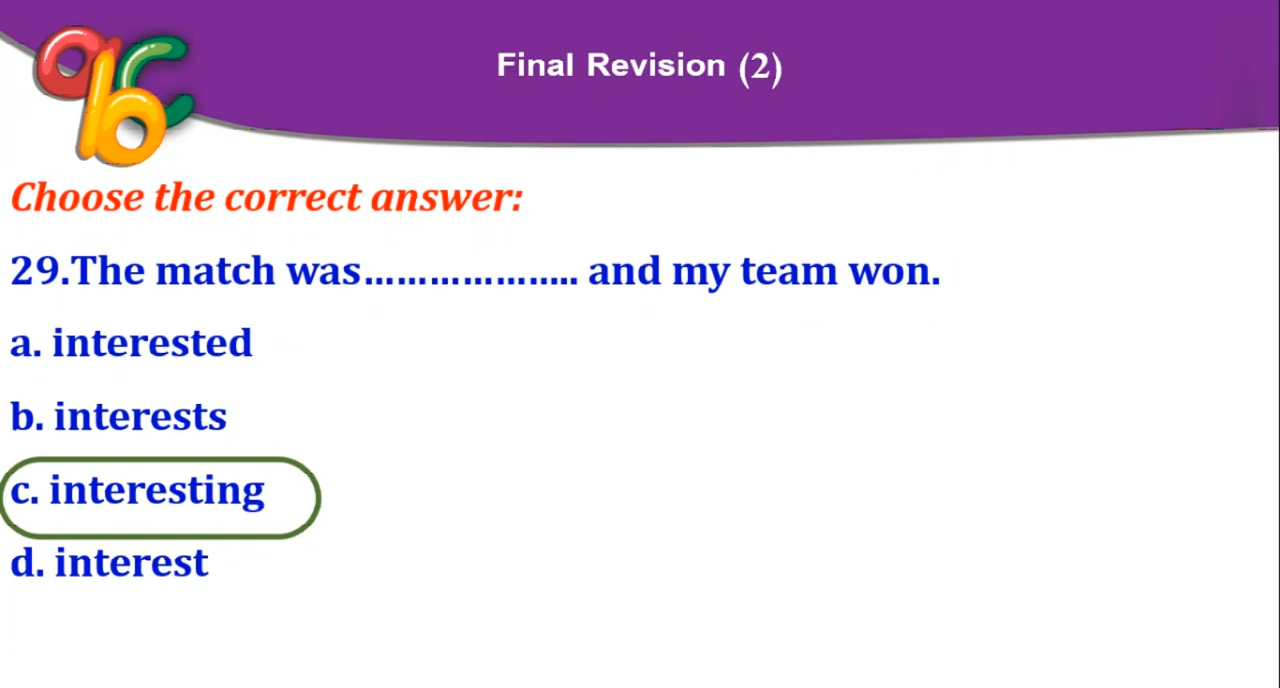 abc
Final Revision (2)
Choose the correct answer:
29.The match was.................... and my team won.
a. interested
b. interests
c. interesting
d. interest